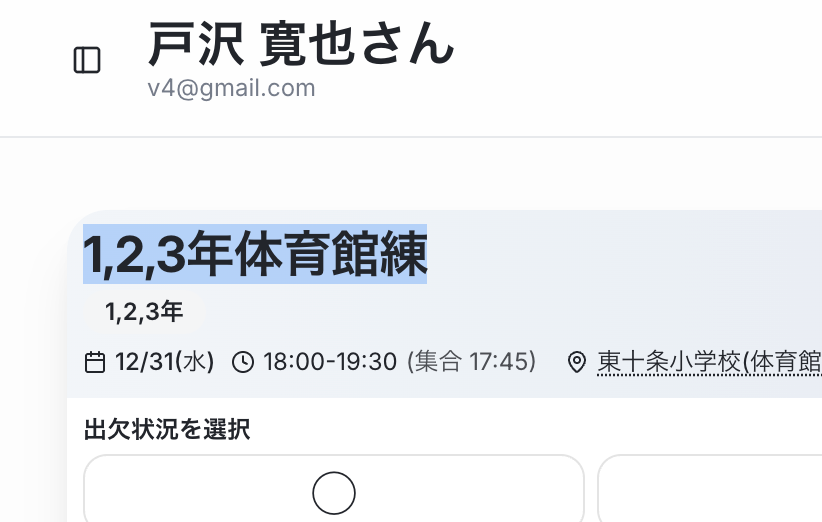 戸沢 寛也さん
v4@gmail.com
1,2,3年体育館練
1,2,3年
12/31(水) 18:00-19:30 (集合 17:45) 東十条小学校(体育館
出欠状況を選択